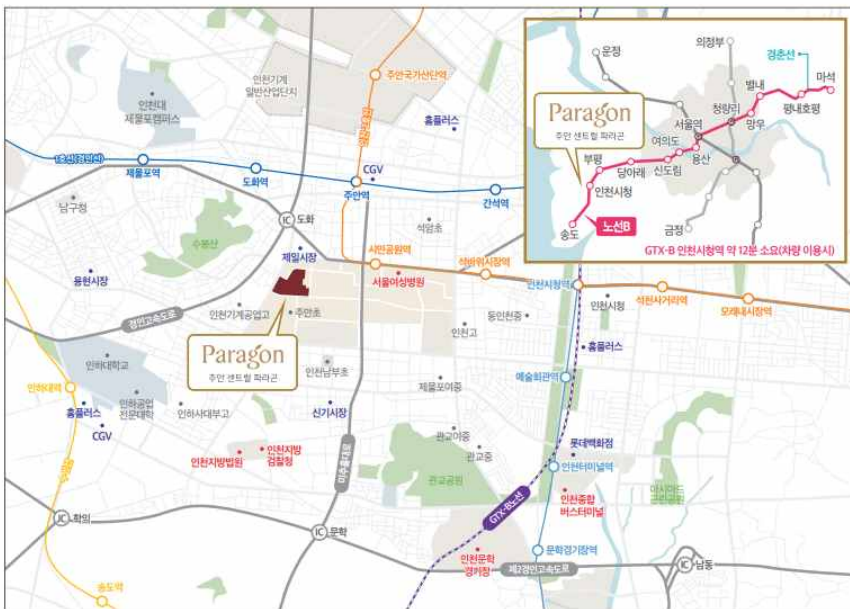 인천대
제물포캠퍼스
인천기계
일반산업단지
주안국가산단역
홈플러스
1호선(경인선)
제물포역
도화역
CGV
주안역
간석역
남구청
수봉산
IC 도화
석암초
제일시장
시민공원역
서울여성병원
석바위시장역
용현시장
경인고속도로
인천기계공업고
주안초
Paragon
주안 센트럴 파라곤
인천고
동인천중
인천시청역
인천시청
석천사거리역
모래내시장역
홈플러스
인하대학교
인천남부초
제물포여중
예술회관역
인하대역
홈플러스
CGV
인하공업
전문대학
인하사대부고
신기시장
관교여중
관교중
롯데백화점
인천지방법원
인천지방
검찰청
미추홀대로
관교공원
인천터미널역
인천종합
버스터미널
수인선
GTX-B노선
JC 학익
IC 문학
문학경기장역
인천문학
경기장
제2경인고속도로
IC 남동
송도역
운정
의정부
경춘선
별내
마석
청량리
평내호평
망우
서울역
여의도
용산
신도림
당아래
부평
인천시청
송도
노선B
금정
Paragon
주안 센트럴 파라곤
GTX-B 인천시청역 약 12분 소요(차량 이용시)